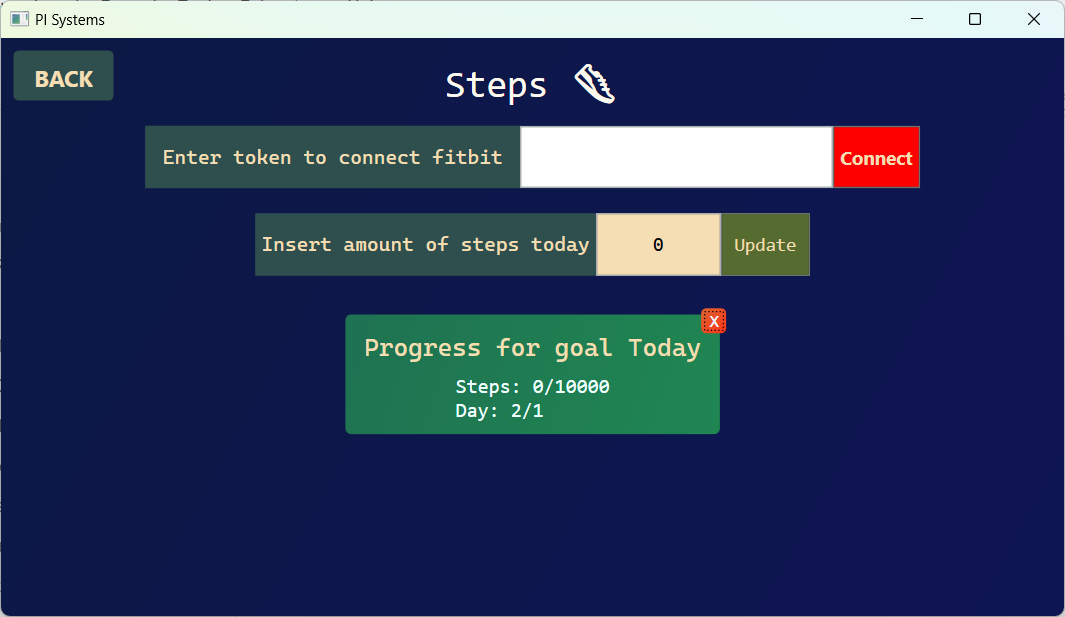 PI Systems
BACK
Steps
Enter token to connect fitbit
Connect
Insert amount of steps today
0
Update
X
Progress for goal Today
Steps: 0/10000
Day: 2/1